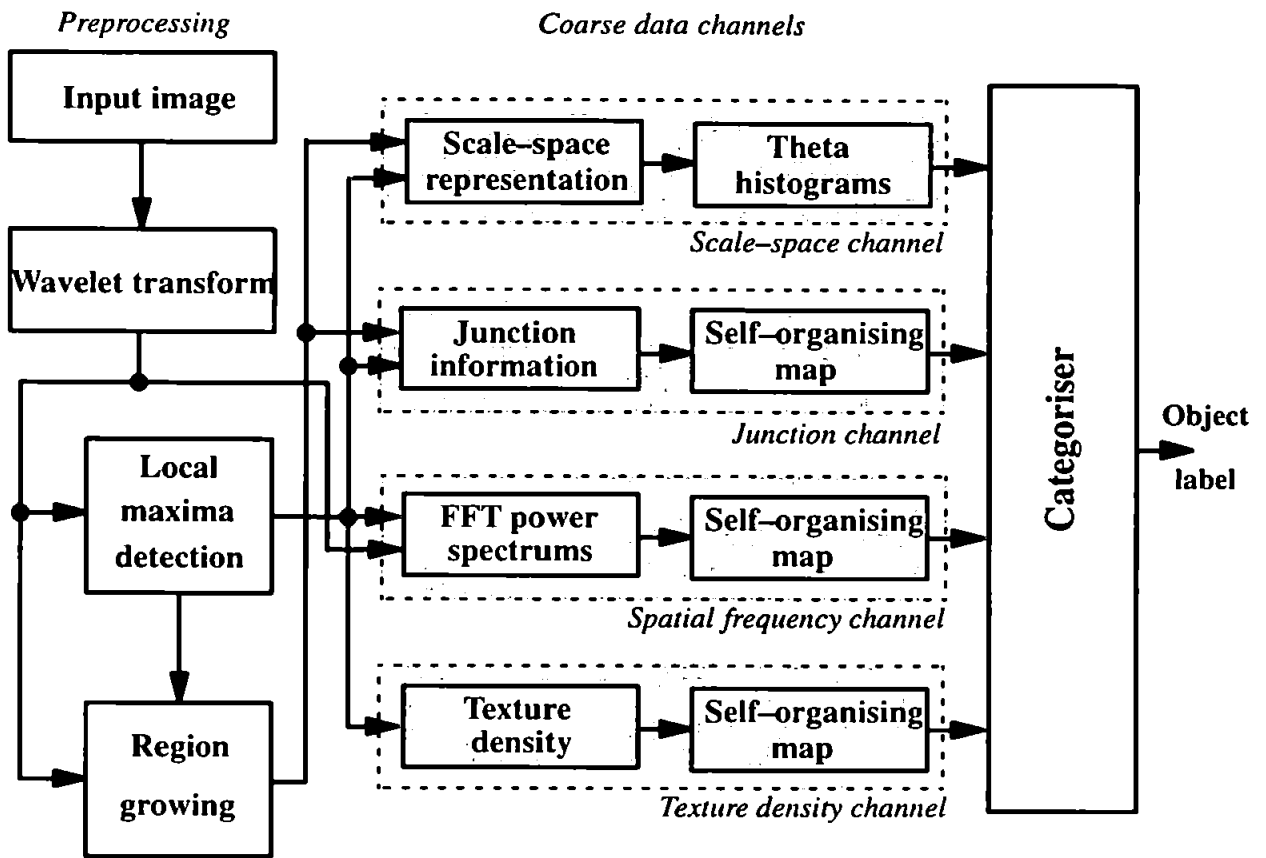 Preprocessing
Coarse data channels
Input image
Wavelet transform
Local
maxima
detection
Region
growing
Scale–space
representation
Theta
histograms
Scale–space channel
Junction
information
Self–organising
map
Junction channel
FFT power
spectrums
Self–organising
map
Spatial frequency channel
Texture
density
Self–organising
map
Texture density channel
Categoriser
Object
label